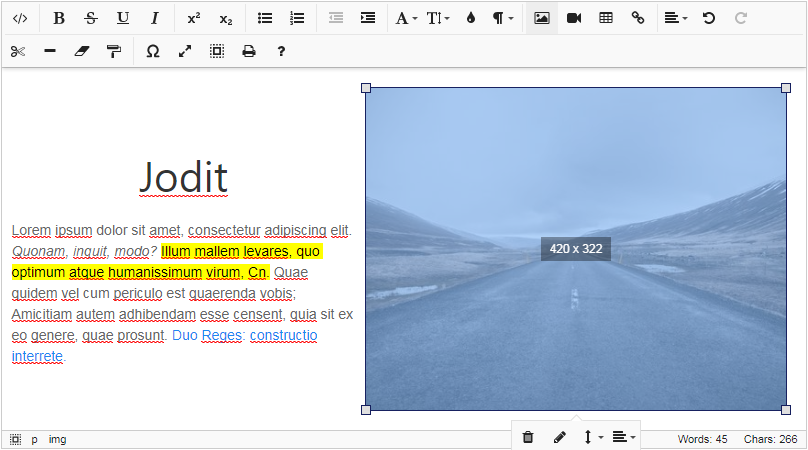 </> B S U I x² x₂ A T ¶
Ω ?
Jodit
Lorem ipsum dolor sit amet, consectetur adipiscing elit.
Quonam, inquit, modo? Illum mallem levares, quo
optimum atque humanissimum virum, Cn. Quae
quidem vel cum periculo est quaerenda vobis;
Amicitiam autem adhibendam esse censent, quia sit ex
eo genere, quae prosunt. Duo Reges: constructio
interrete.
420 x 322
p img Words: 45 Chars: 266